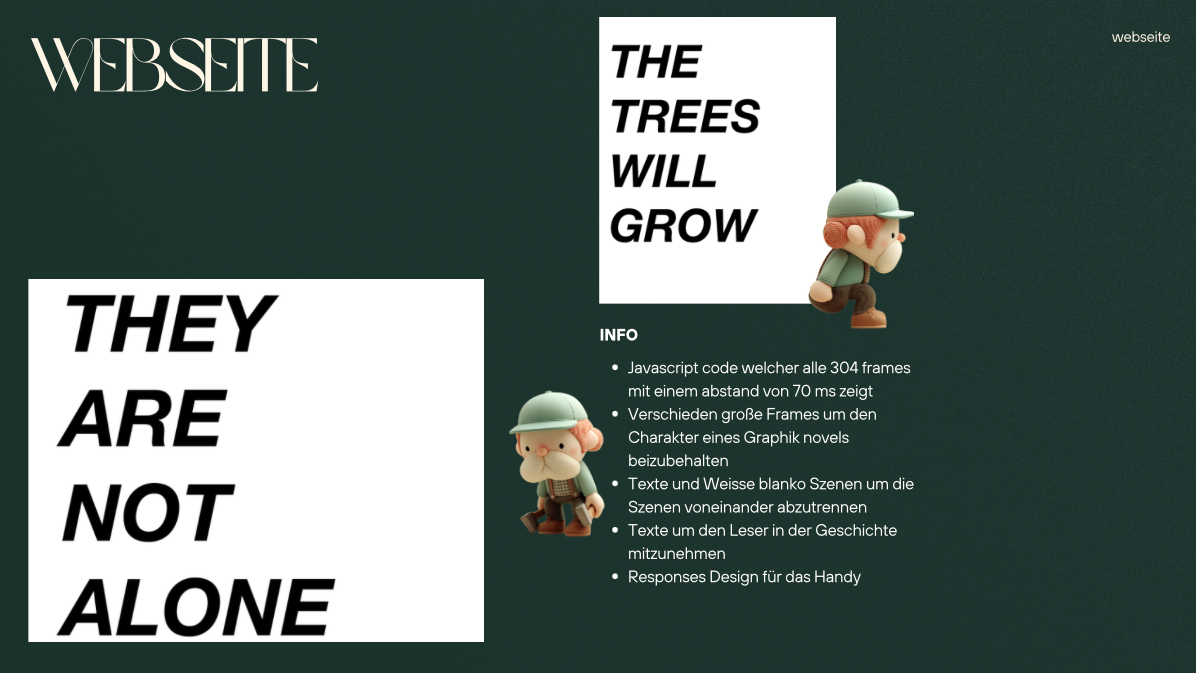 WEBSEITE
webseite
THE
TREES
WILL
GROW
THEY
ARE
NOT
ALONE
INFO
Javascript code welcher alle 304 frames
mit einem abstand von 70 ms zeigt
Verschieden große Frames um den
Charakter eines Graphik novels
beizubehalten
Texte und Weisse blanko Szenen um die
Szenen voneinander abzutrennen
Texte um den Leser in der Geschichte
mitzunehmen
Responses Design für das Handy